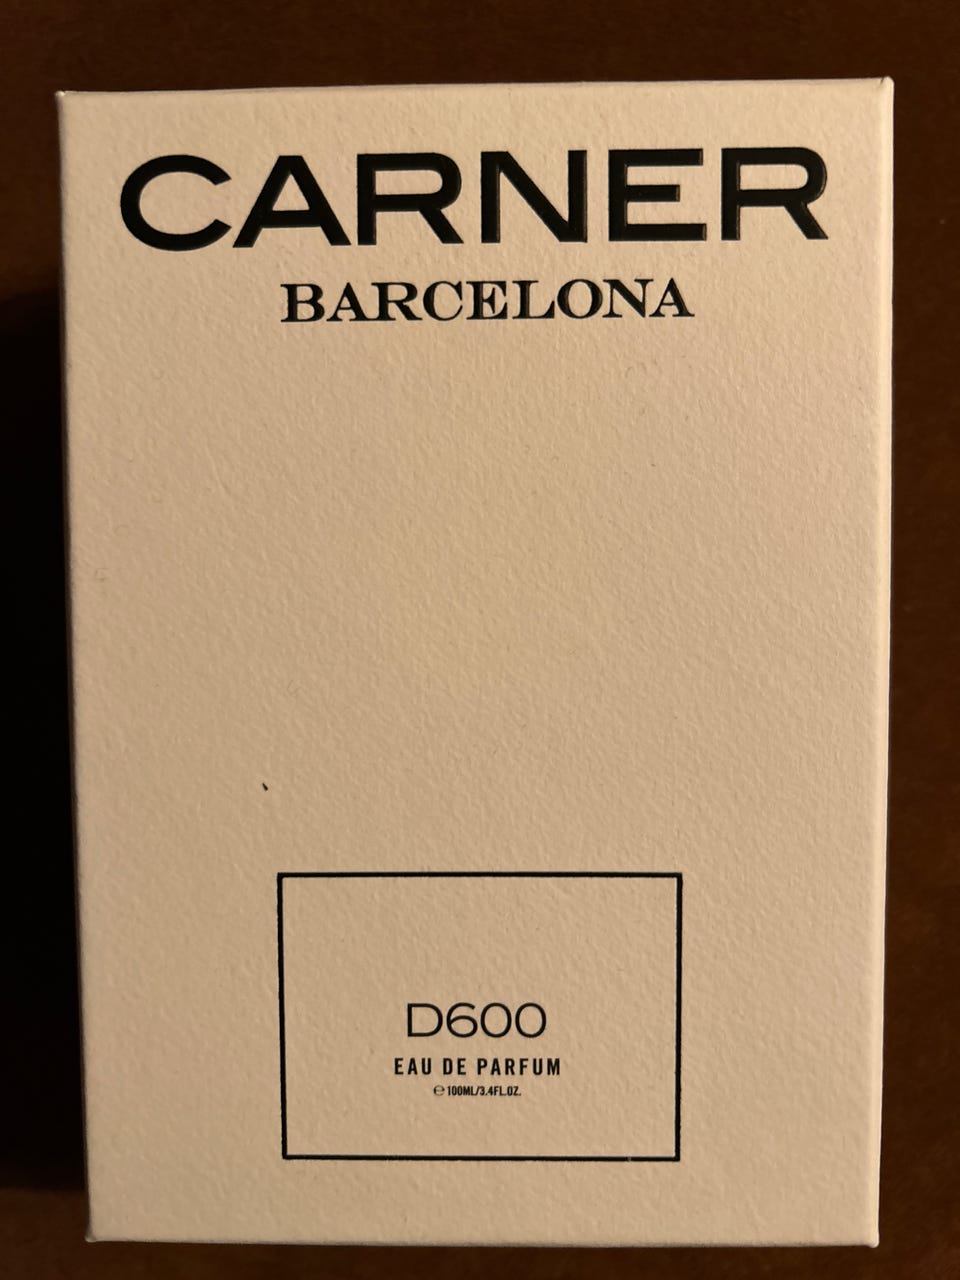 CARNER
BARCELONA
D600
EAU DE PARFUM
℮100ML/3.4FL.OZ.